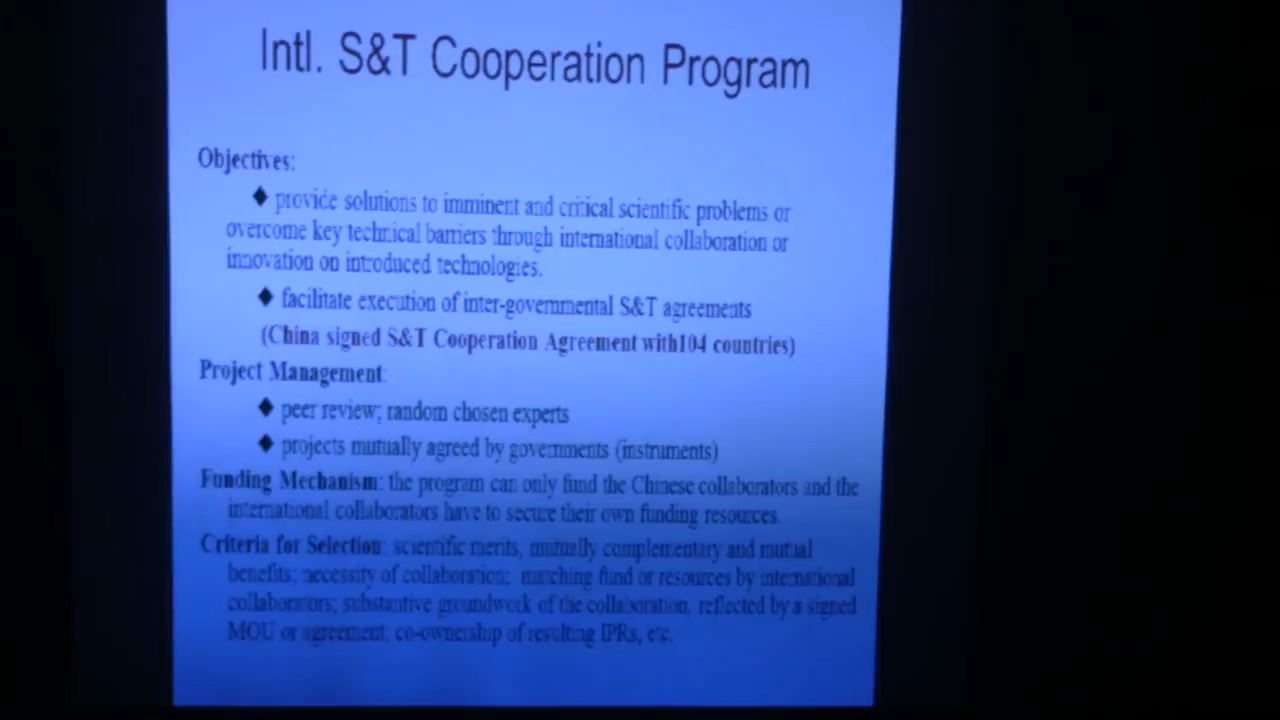 Intl. S&T Cooperation Program
Objectives:
◆ provide solutions to imminent and critical scientific problems or
overcome key technical barriers through international collaboration or
innovation on introduced technologies.
◆ facilitate execution of inter-governmental S&T agreements
(China signed S&T Cooperation Agreement with104 countries)
Project Management:
◆ peer review; random chosen experts
◆ projects mutually agreed by governments (instruments)
Funding Mechanism: the program can only fund the Chinese collaborators and the
international collaborators have to secure their own funding resources.
Criteria for Selection: scientific merits, mutually complementary and mutual
benefits; necessity of collaboration; matching fund or resources by international
collaborators; substantive groundwork of the collaboration, reflected by a signed
MOU or agreement; co-ownership of resulting IPRs, etc.